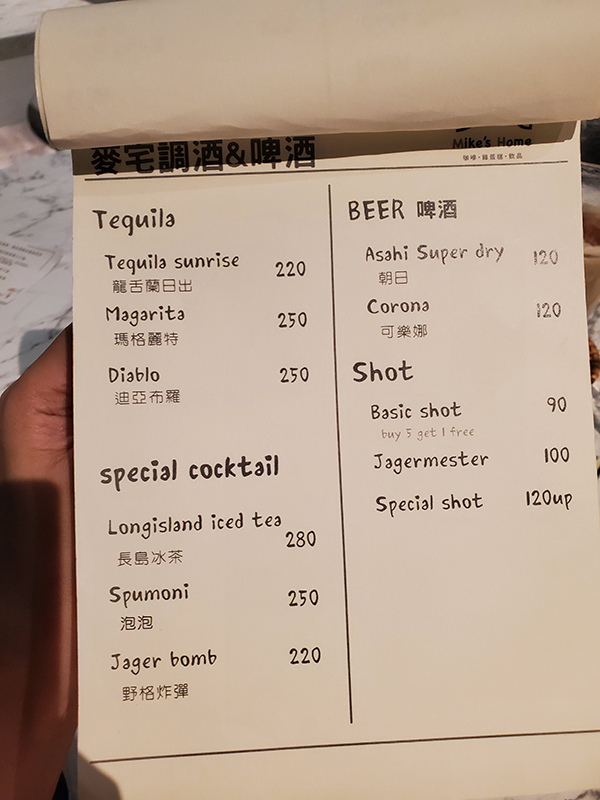 麥宅調酒&啤酒
Mike's Home
咖啡·雞蛋糕·飲品
Tequila
Tequila sunrise 220
龍舌蘭日出
Magarita 250
瑪格麗特
Diablo 250
迪亞布羅
special cocktail
Longisland iced tea
280
長島冰茶
Spumoni 250
泡泡
Jager bomb 220
野格炸彈
BEER 啤酒
Asahi Super dry 120
朝日
Corona 120
可樂娜
Shot
Basic shot 90
buy 5 get 1 free
Jagermester 100
Special shot 120up